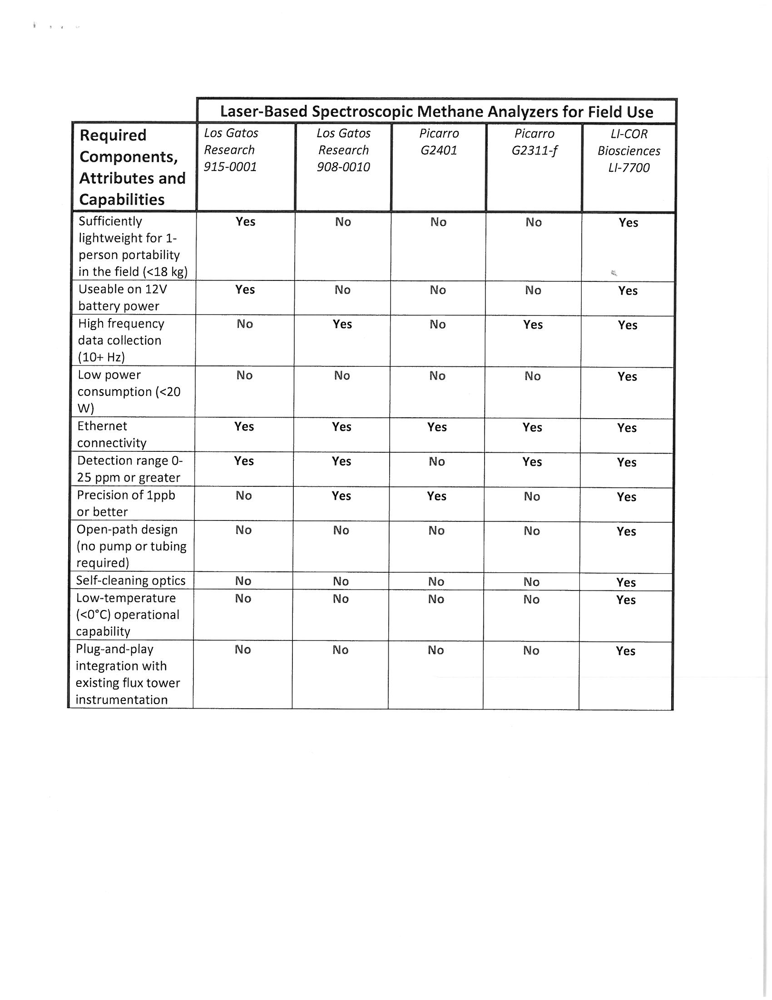 Laser-Based Spectroscopic Methane Analyzers for Field Use
Required
Components,
Attributes and
Capabilities
Los Gatos
Research
915-0001
Los Gatos
Research
908-0010
Picarro
G2401
Picarro
G2311-f
LI-COR
Biosciences
LI-7700
Sufficiently
lightweight for 1-
person portability
in the field (<18 kg)
Yes No No No Yes
Useable on 12V
battery power
Yes No No No Yes
High frequency
data collection
(10+ Hz)
No Yes No Yes Yes
Low power
consumption (<20
W)
No No No No Yes
Ethernet
connectivity
Yes Yes Yes Yes Yes
Detection range 0-
25 ppm or greater
Yes Yes No Yes Yes
Precision of 1ppb
or better
No Yes Yes No Yes
Open-path design
(no pump or tubing
required)
No No No No Yes
Self-cleaning optics
No No No No Yes
Low-temperature
(<0°C) operational
capability
No No No No Yes
Plug-and-play
integration with
existing flux tower
instrumentation
No No No No Yes